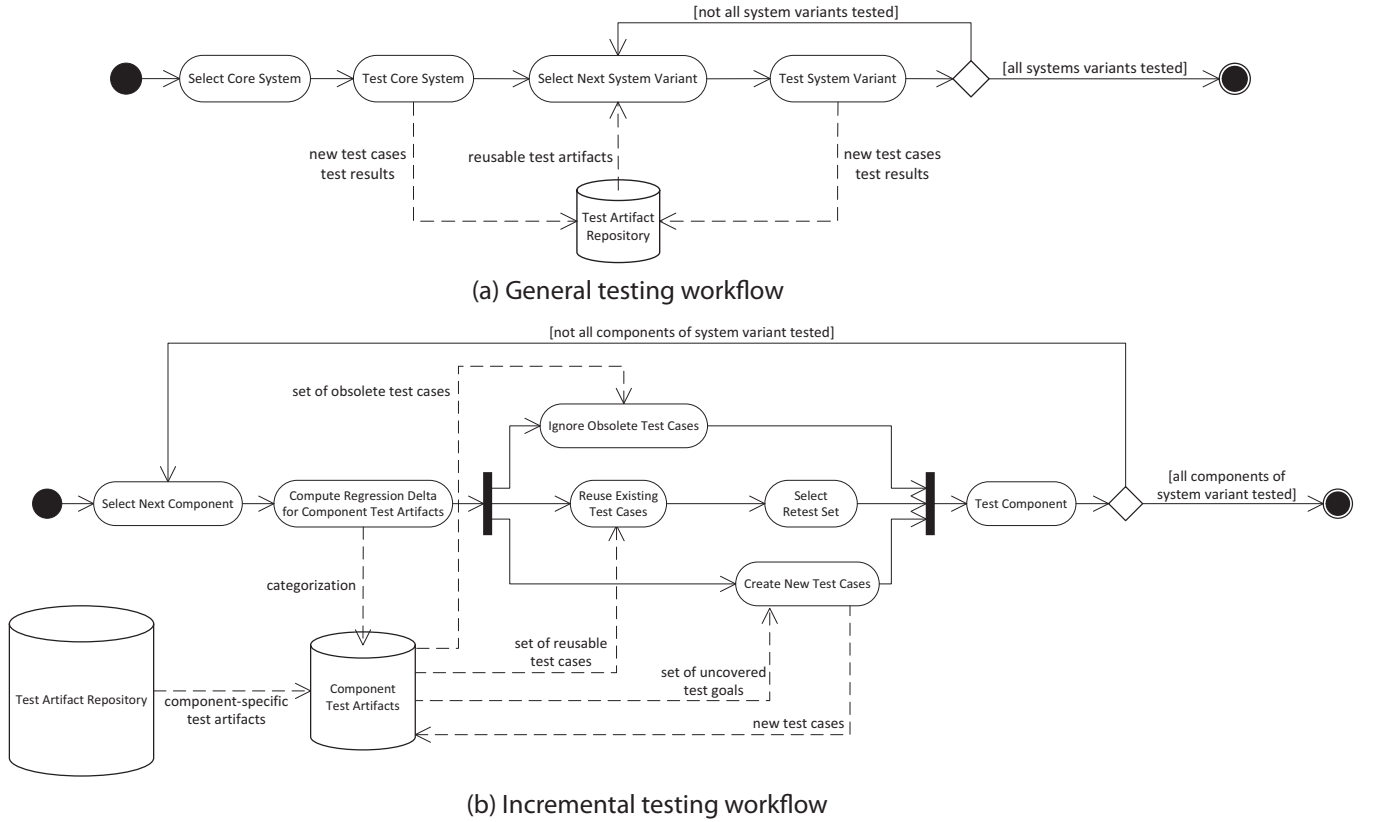 [not all system variants tested]
Select Core System
Test Core System
Select Next System Variant
Test System Variant
[all systems variants tested]
new test cases
test results
reusable test artifacts
new test cases
test results
Test Artifact
Repository
(a) General testing workflow
[not all components of system variant tested]
set of obsolete test cases
Ignore Obsolete Test Cases
Select Next Component
Compute Regression Delta
for Component Test Artifacts
Reuse Existing
Test Cases
Select
Retest Set
Test Component
[all components of
system variant tested]
categorization
Create New Test Cases
Test Artifact Repository
component-specific
test artifacts
Component
Test Artifacts
set of reusable
test cases
set of uncovered
test goals
new test cases
(b) Incremental testing workflow